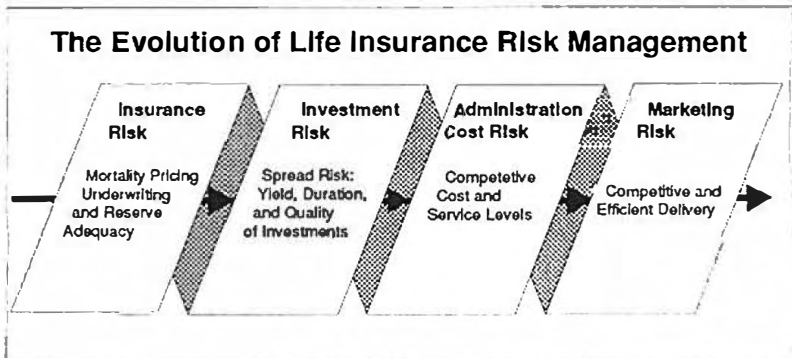 The Evolution of Life Insurance Risk Management
Insurance
Risk
Mortality Pricing
Underwriting
and Reserve
Adequacy
Investment
Risk
Spread Risk:
Yield, Duration,
and Quality
of Investments
Administration
Cost Risk
Competetive
Cost and
Service Levels
Marketing
Risk
Competitive and
Efficient Delivery